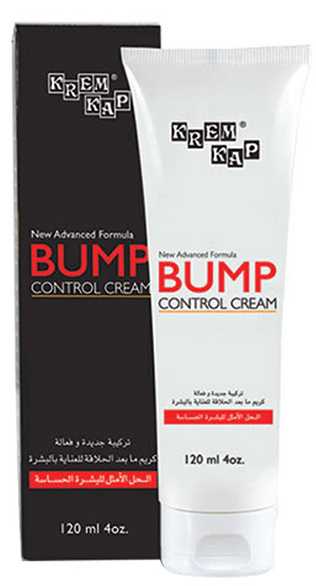 KREM®
KAP
New Advanced Formula
BUMP
CONTROL CREAM
تركيبة جديدة و فعالة
كريم ما بعد الحلاقة للعناية بالبشرة
الحل الأمثل للبشرة الحساسة
120 ml 4oz.
KREM®
KAP
New Advanced Formula
BUMP
CONTROL CREAM
تركيبة جديدة و فعالة
كريم ما بعد الحلاقة للعناية بالبشرة
الحل الأمثل للبشرة الحساسة
120 ml 4oz.